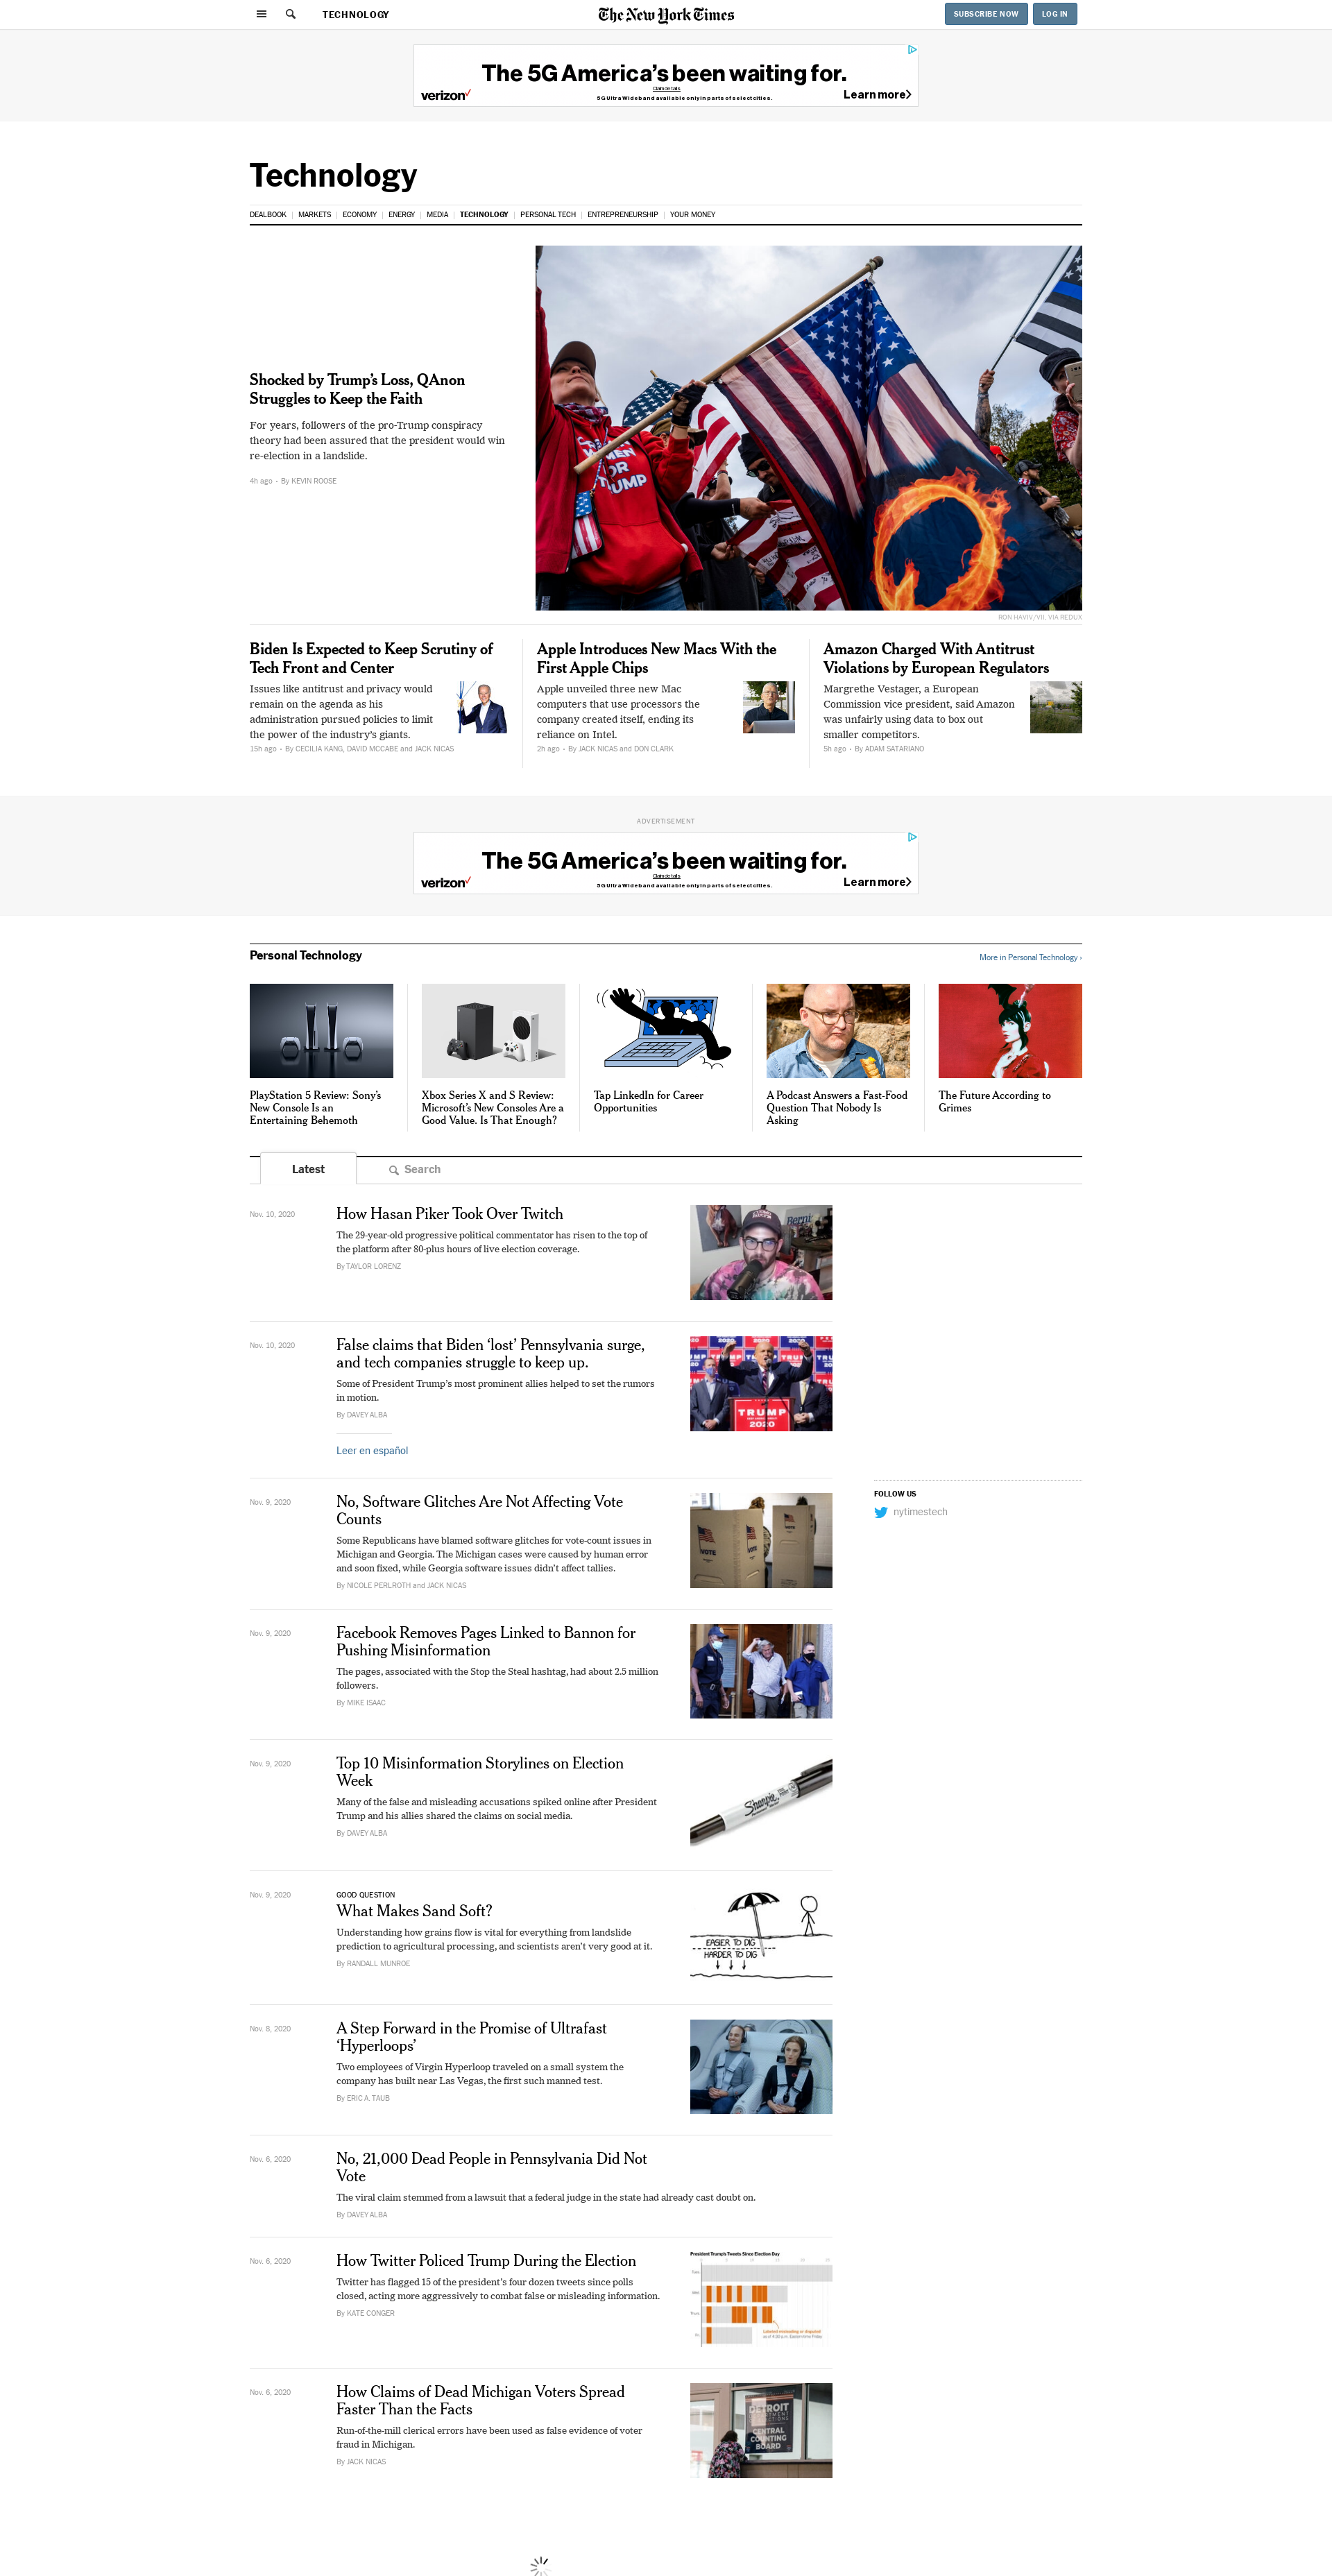 TECHNOLOGY
The New York Times
SUBSCRIBE NOW
LOG IN
The 5G America's been waiting for.
verizon
5G Ultra Wideband available only in parts of select cities.
Learn more
Technology
DEALBOOK MARKETS ECONOMY ENERGY MEDIA TECHNOLOGY PERSONAL TECH ENTREPRENEURSHIP YOUR MONEY
Shocked by Trump's Loss, QAnon
Struggles to Keep the Faith
For years, followers of the pro-Trump conspiracy
theory had been assured that the president would win
re-election in a landslide.
4h ago • By KEVIN ROOSE
WOMEN
FOR
TRUMP
RON HAVIV/VII, VIA REDUX
Biden Is Expected to Keep Scrutiny of
Tech Front and Center
Issues like antitrust and privacy would
remain on the agenda as his
administration pursued policies to limit
the power of the industry's giants.
15h ago • By CECILIA KANG, DAVID MCCABE and JACK NICAS
Apple Introduces New Macs With the
First Apple Chips
Apple unveiled three new Mac
computers that use processors the
company created itself, ending its
reliance on Intel.
2h ago • By JACK NICAS and DON CLARK
Amazon Charged With Antitrust
Violations by European Regulators
Margrethe Vestager, a European
Commission vice president, said Amazon
was unfairly using data to box out
smaller competitors.
5h ago • By ADAM SATARIANO
ADVERTISEMENT
The 5G America's been waiting for.
verizon
5G Ultra Wideband available only in parts of select cities.
Learn more
Personal Technology
More in Personal Technology ›
PlayStation 5 Review: Sony's
New Console Is an
Entertaining Behemoth
Xbox Series X and S Review:
Microsoft's New Consoles Are a
Good Value. Is That Enough?
Tap LinkedIn for Career
Opportunities
A Podcast Answers a Fast-Food
Question That Nobody Is
Asking
The Future According to
Grimes
Latest
Search
Nov. 10, 2020
How Hasan Piker Took Over Twitch
The 29-year-old progressive political commentator has risen to the top of
the platform after 80-plus hours of live election coverage.
By TAYLOR LORENZ
Bernie
Nov. 10, 2020
False claims that Biden 'lost' Pennsylvania surge,
and tech companies struggle to keep up.
Some of President Trump's most prominent allies helped to set the rumors
in motion.
By DAVEY ALBA
Leer en español
TRUMP
2020
FOLLOW US
nytimestech
Nov. 9, 2020
No, Software Glitches Are Not Affecting Vote
Counts
Some Republicans have blamed software glitches for vote-count issues in
Michigan and Georgia. The Michigan cases were caused by human error
and soon fixed, while Georgia software issues didn't affect tallies.
By NICOLE PERLROTH and JACK NICAS
VOTE
VOTE
Nov. 9, 2020
Facebook Removes Pages Linked to Bannon for
Pushing Misinformation
The pages, associated with the Stop the Steal hashtag, had about 2.5 million
followers.
By MIKE ISAAC
Nov. 9, 2020
Top 10 Misinformation Storylines on Election
Week
Many of the false and misleading accusations spiked online after President
Trump and his allies shared the claims on social media.
By DAVEY ALBA
Sharpie
Nov. 9, 2020
GOOD QUESTION
What Makes Sand Soft?
Understanding how grains flow is vital for everything from landslide
prediction to agricultural processing, and scientists aren't very good at it.
By RANDALL MUNROE
EASIER TO DIG
HARDER TO DIG
Nov. 8, 2020
A Step Forward in the Promise of Ultrafast
'Hyperloops'
Two employees of Virgin Hyperloop traveled on a small system the
company has built near Las Vegas, the first such manned test.
By ERIC A. TAUB
Nov. 6, 2020
No, 21,000 Dead People in Pennsylvania Did Not
Vote
The viral claim stemmed from a lawsuit that a federal judge in the state had already cast doubt on.
By DAVEY ALBA
Nov. 6, 2020
How Twitter Policed Trump During the Election
Twitter has flagged 15 of the president's four dozen tweets since polls
closed, acting more aggressively to combat false or misleading information.
By KATE CONGER
President Trump's Tweets Since Election Day
Nov. 6, 2020
How Claims of Dead Michigan Voters Spread
Faster Than the Facts
Run-of-the-mill clerical errors have been used as false evidence of voter
fraud in Michigan.
By JACK NICAS
DETROIT
CENTRAL
COUNTING
BOARD